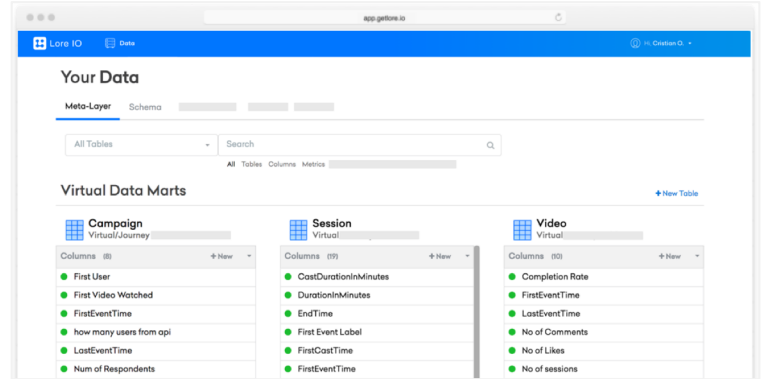 app.getlore.io
Lore IO Data Hi, Cristian O.
Your Data
Meta-Layer Schema
All Tables Search
All Tables Columns Metrics
Virtual Data Marts
+ New Table
Campaign
Virtual/Journey
Columns (8) + New
First User
First Video Watched
FirstEventTime
how many users from api
LastEventTime
Num of Respondents
Session
Virtual
Columns (19) + New
CastDurationInMinutes
DurationInMinutes
EndTime
First Event Label
FirstCastTime
FirstEventTime
Video
Virtual
Columns (10) + New
Completion Rate
FirstEventTime
LastEventTime
No of Comments
No of Likes
No of sessions